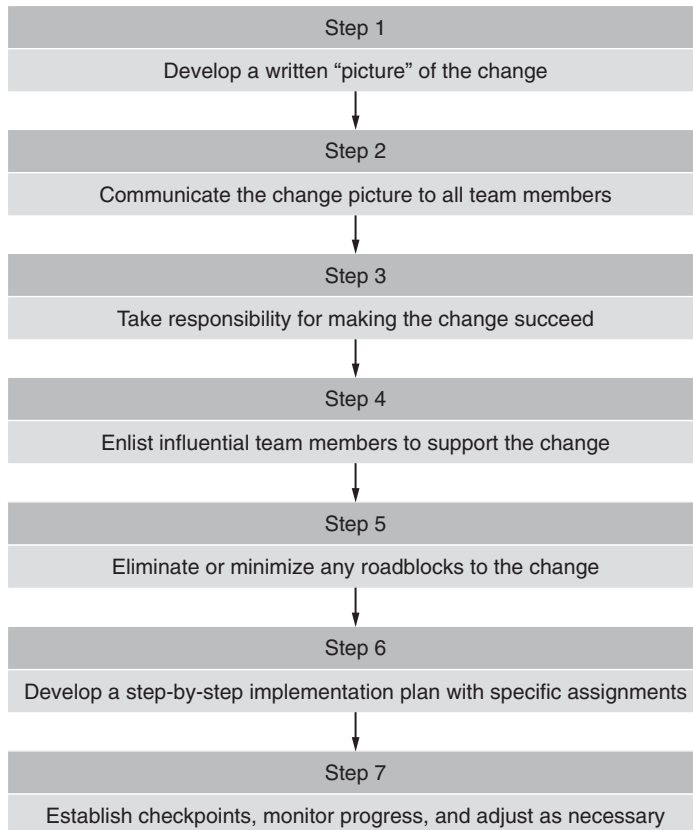 Step 1
Develop a written “picture” of the change
Step 2
Communicate the change picture to all team members
Step 3
Take responsibility for making the change succeed
Step 4
Enlist influential team members to support the change
Step 5
Eliminate or minimize any roadblocks to the change
Step 6
Develop a step-by-step implementation plan with specific assignments
Step 7
Establish checkpoints, monitor progress, and adjust as necessary